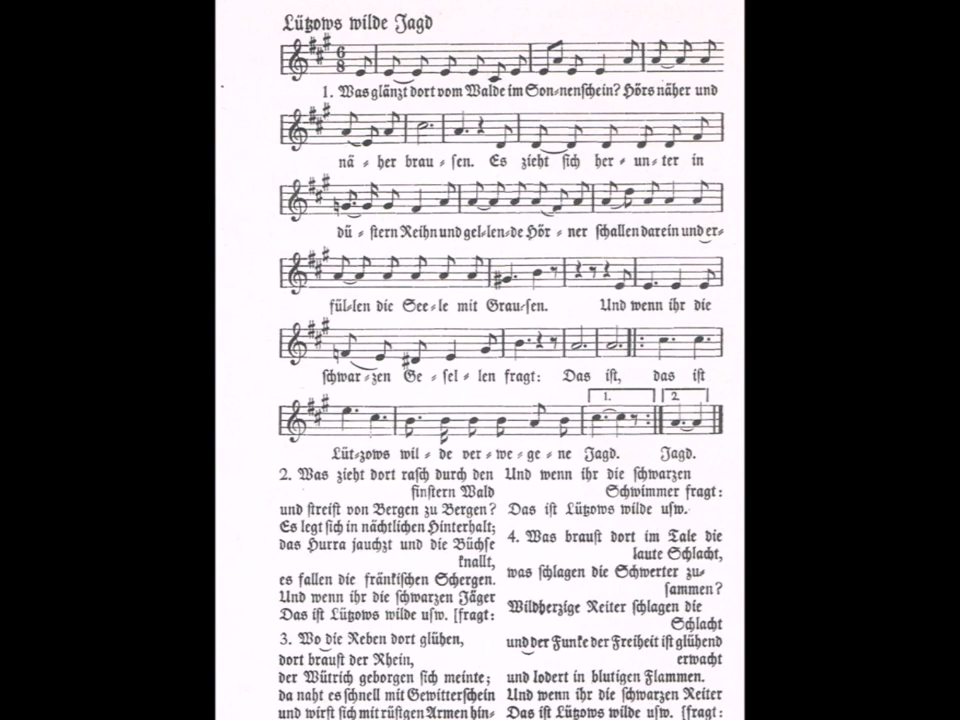 Lützows wilde Jagd
6
8
1. Was glänzt dort vom Walde im Son-nenschein? Hörs näher und
nä - her brau - sen. Es zieht sich her - un - ter in
dü - stern Reihn und gel-len-de Hör - ner schallen darein und er-
fül-len die See-le mit Grau-sen. Und wenn ihr die
schwar-zen Ge - sel - len fragt: Das ist, das ist
1. 2.
Lüt-zows wil - de ver - we - ge - ne Jagd. Jagd.
2. Was zieht dort rasch durch den
finstern Wald
und streift von Bergen zu Bergen?
Es legt sich in nächtlichen Hinterhalt;
das Hurra jauchzt und die Büchse
knallt,
es fallen die fränkischen Schergen.
Und wenn ihr die schwarzen Jäger
Das ist Lützows wilde usw. [fragt:
3. Wo die Reben dort glühen,
dort braust der Rhein,
der Wütrich geborgen sich meinte;
da naht es schnell mit Gewitterschein
und wirft sich mit rüstgen Armen hin-
Und wenn ihr die schwarzen
Schwimmer fragt:
Das ist Lützows wilde usw.
4. Was braust dort im Tale die
laute Schlacht,
was schlagen die Schwerter zu-
sammen?
Wildherzige Reiter schlagen die
Schlacht
und der Funke der Freiheit ist glühend
erwacht
und lodert in blutigen Flammen.
Und wenn ihr die schwarzen Reiter
Das ist Lützows wilde usw. [fragt: